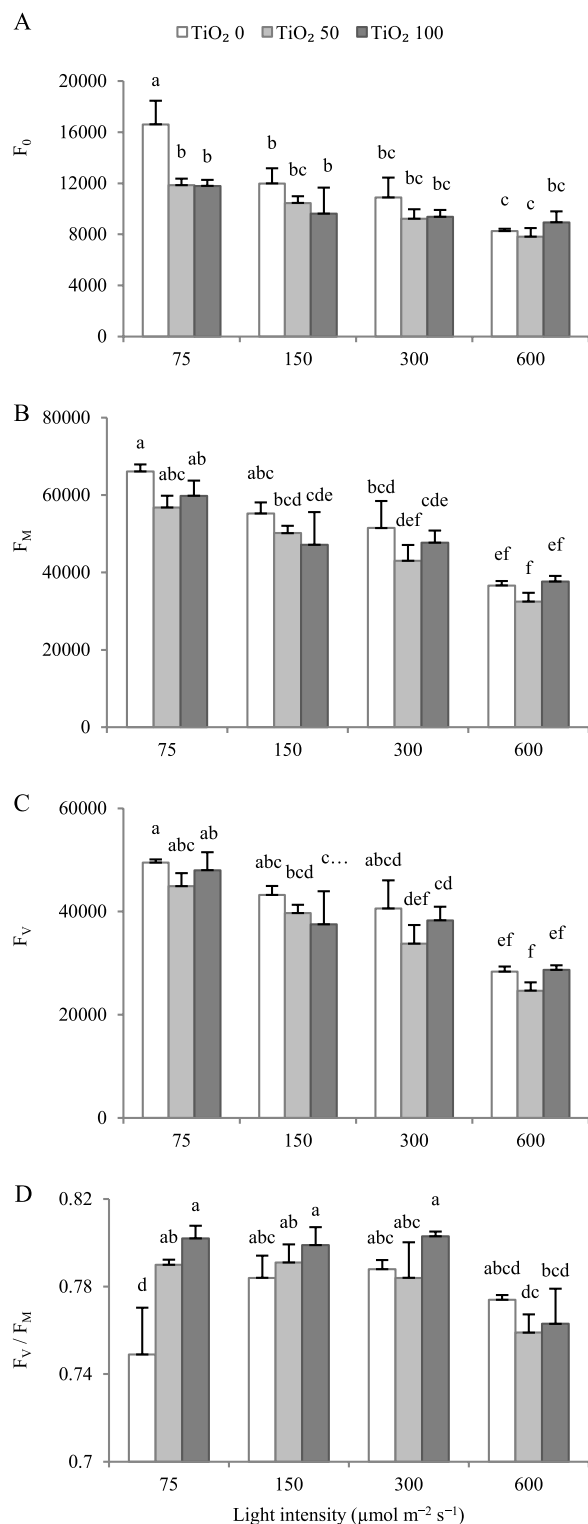 A
TiO₂ 0 TiO₂ 50 TiO₂ 100
20000
16000
12000
8000
4000
0
F₀
a b b b bc b bc bc bc c c bc
75 150 300 600
B
80000
60000
40000
20000
0
F_M
a abc ab abc bcd cde bcd def cde ef f ef
75 150 300 600
C
60000
40000
20000
0
F_V
a abc ab abc bcd c… abcd def cd ef f ef
75 150 300 600
D
0.82
0.78
0.74
0.7
F_V / F_M
d ab a abc ab a abc abc a abcd dc bcd
75 150 300 600
Light intensity (µmol m⁻² s⁻¹)